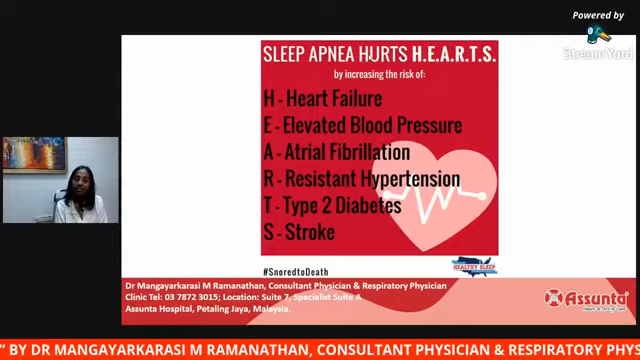 Powered by
StreamYard
SLEEP APNEA HURTS H.E.A.R.T.S.
by increasing the risk of:
H - Heart Failure
E - Elevated Blood Pressure
A - Atrial Fibrillation
R - Resistant Hypertension
T - Type 2 Diabetes
S - Stroke
#SnoredtoDeath
HEALTHY SLEEP
Dr Mangayarkarasi M Ramanathan, Consultant Physician & Respiratory Physician
Clinic Tel: 03 7872 3015; Location: Suite 7, Specialist Suite A
Assunta Hospital, Petaling Jaya, Malaysia.
Assunta
" BY DR MANGAYARKARASI M RAMANATHAN, CONSULTANT PHYSICIAN & RESPIRATORY PHYS